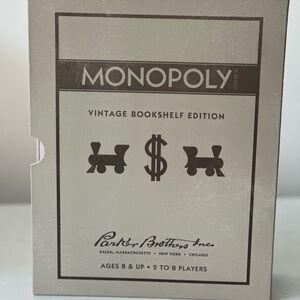 MONOPOLY
VINTAGE BOOKSHELF EDITION
$
Parker Brothers Inc.
SALEM, MASSACHUSETTS • NEW YORK • CHICAGO
AGES 8 & UP • 2 TO 8 PLAYERS